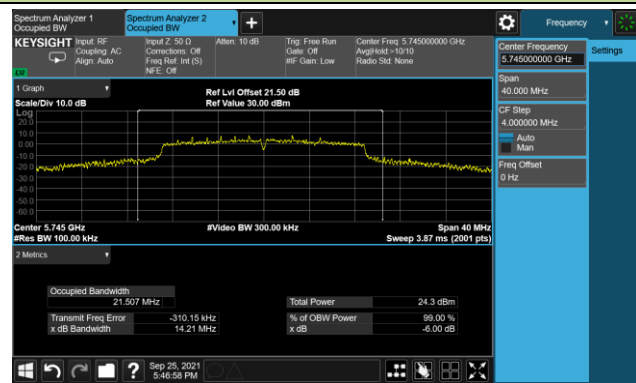 Spectrum Analyzer 1
Occupied BW
Spectrum Analyzer 2
Occupied BW
+
Frequency
KEYSIGHT
Input: RF
Coupling: AC
Align: Auto
Input Z: 50 Ω
Corrections: Off
Freq Ref: Int (S)
NFE: Off
Atten: 10 dB
Trig: Free Run
Gate: Off
#IF Gain: Low
Center Freq: 5.745000000 GHz
Avg|Hold:>10/10
Radio Std: None
LW
Center Frequency
5.745000000 GHz
Settings
Span
40.000 MHz
CF Step
4.000000 MHz
Auto
Man
Freq Offset
0 Hz
1 Graph
Scale/Div 10.0 dB
Ref Lvl Offset 21.50 dB
Ref Value 30.00 dBm
Log
20.0
10.0
0.00
-10.0
-20.0
-30.0
-40.0
-50.0
-60.0
Center 5.745 GHz
#Res BW 100.00 kHz
#Video BW 300.00 kHz
Span 40 MHz
Sweep 3.87 ms (2001 pts)
2 Metrics
Occupied Bandwidth
21.507 MHz
Transmit Freq Error -310.15 kHz
x dB Bandwidth 14.21 MHz
Total Power 24.3 dBm
% of OBW Power 99.00 %
x dB -6.00 dB
?
Sep 25, 2021
5:46:58 PM